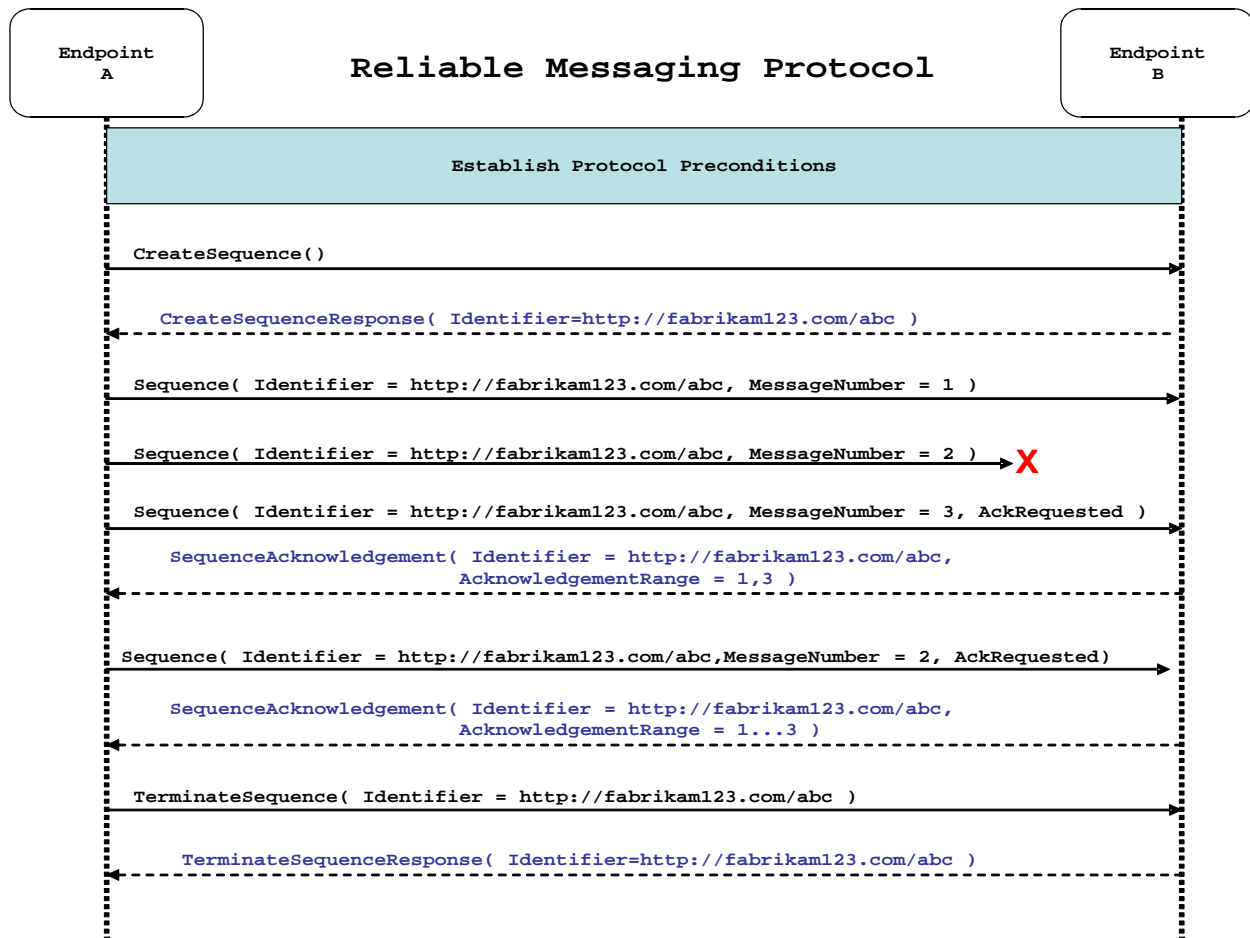 Endpoint
A
Reliable Messaging Protocol
Endpoint
B
Establish Protocol Preconditions
CreateSequence()
CreateSequenceResponse( Identifier=http://fabrikam123.com/abc )
Sequence( Identifier = http://fabrikam123.com/abc, MessageNumber = 1 )
Sequence( Identifier = http://fabrikam123.com/abc, MessageNumber = 2 )
X
Sequence( Identifier = http://fabrikam123.com/abc, MessageNumber = 3, AckRequested )
SequenceAcknowledgement( Identifier = http://fabrikam123.com/abc,
AcknowledgementRange = 1,3 )
Sequence( Identifier = http://fabrikam123.com/abc,MessageNumber = 2, AckRequested)
SequenceAcknowledgement( Identifier = http://fabrikam123.com/abc,
AcknowledgementRange = 1...3 )
TerminateSequence( Identifier = http://fabrikam123.com/abc )
TerminateSequenceResponse( Identifier=http://fabrikam123.com/abc )